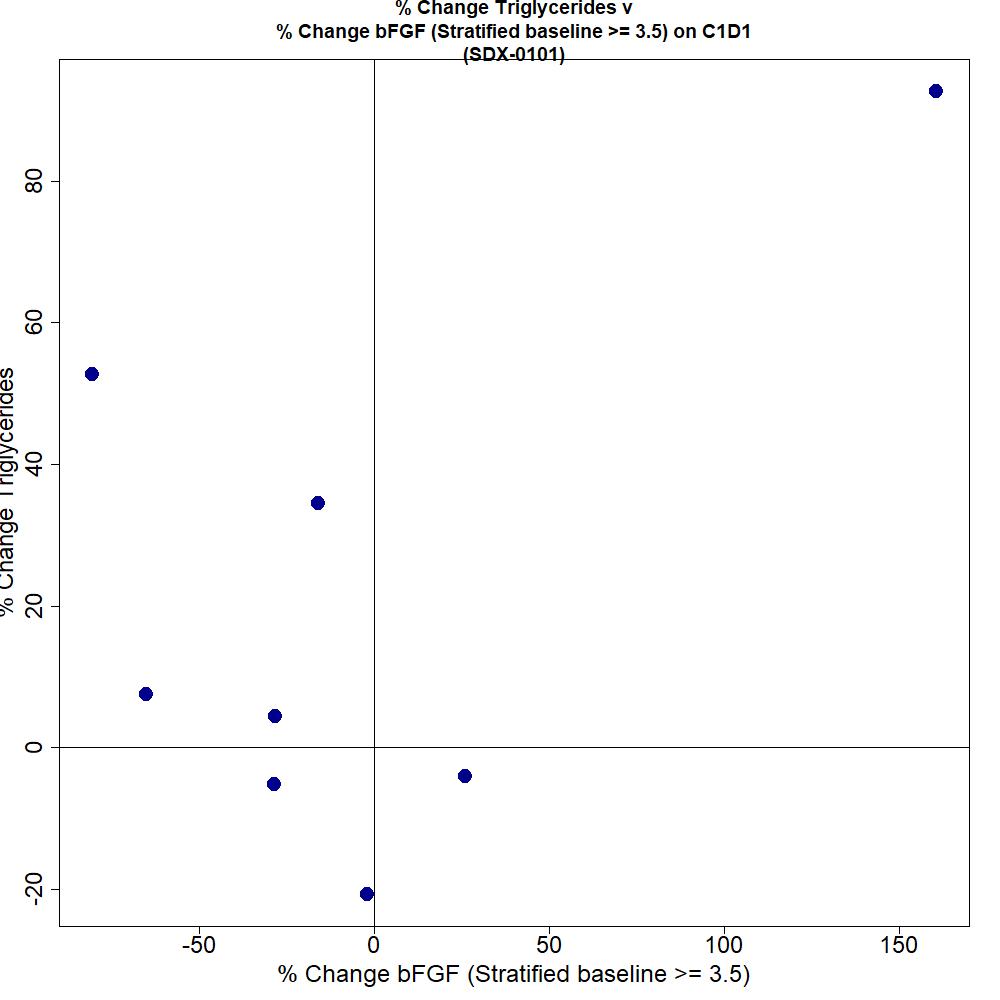 % Change Triglycerides v
% Change bFGF (Stratified baseline >= 3.5) on C1D1
(SDX-0101)
% Change Triglycerides
80
60
40
20
0
-20
-50
0
50
100
150
% Change bFGF (Stratified baseline >= 3.5)